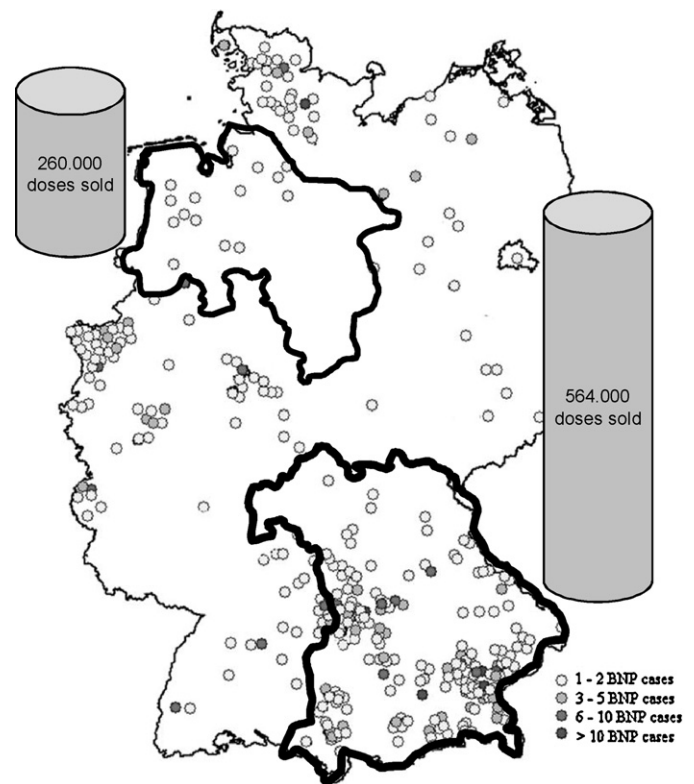 260.000
doses sold
564.000
doses sold
1 - 2 BNP cases
3 - 5 BNP cases
6 - 10 BNP cases
> 10 BNP cases